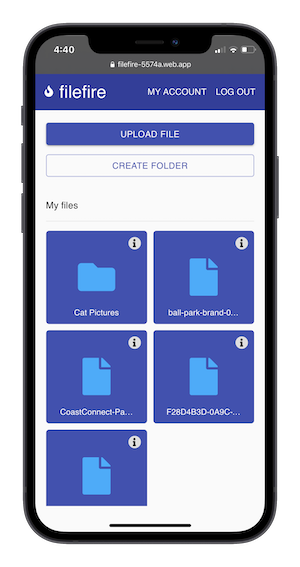 4:40
filefire-5574a.web.app
filefire
MY ACCOUNT
LOG OUT
UPLOAD FILE
CREATE FOLDER
My files
Cat Pictures
ball-park-brand-0...
CoastConnect-Pa...
F28D4B3D-0A9C-...